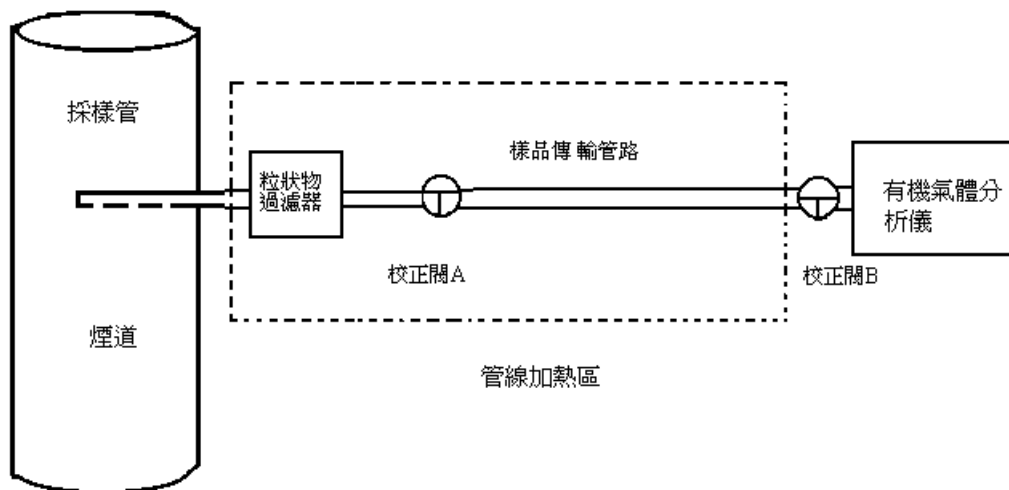 採樣管
粒狀物
過濾器
樣品傳輸管路
有機氣體分
析儀
校正閥A
校正閥B
煙道
管線加熱區